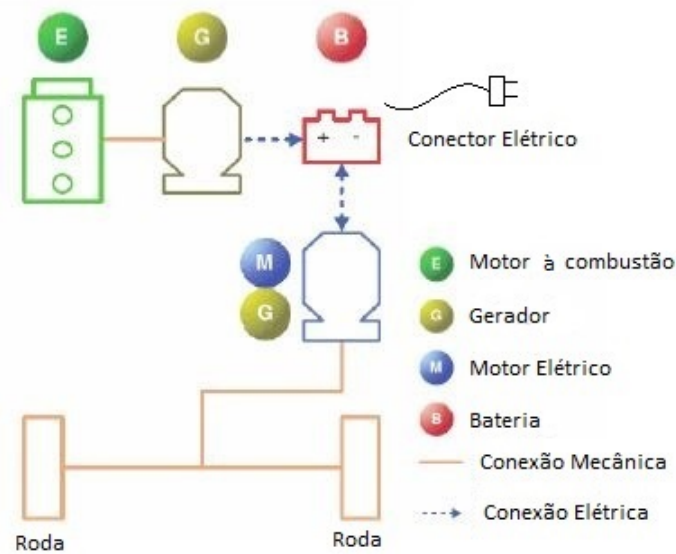 E G B
+ -
Conector Elétrico
M
G
E Motor à combustão
G Gerador
M Motor Elétrico
B Bateria
Conexão Mecânica
Conexão Elétrica
Roda Roda